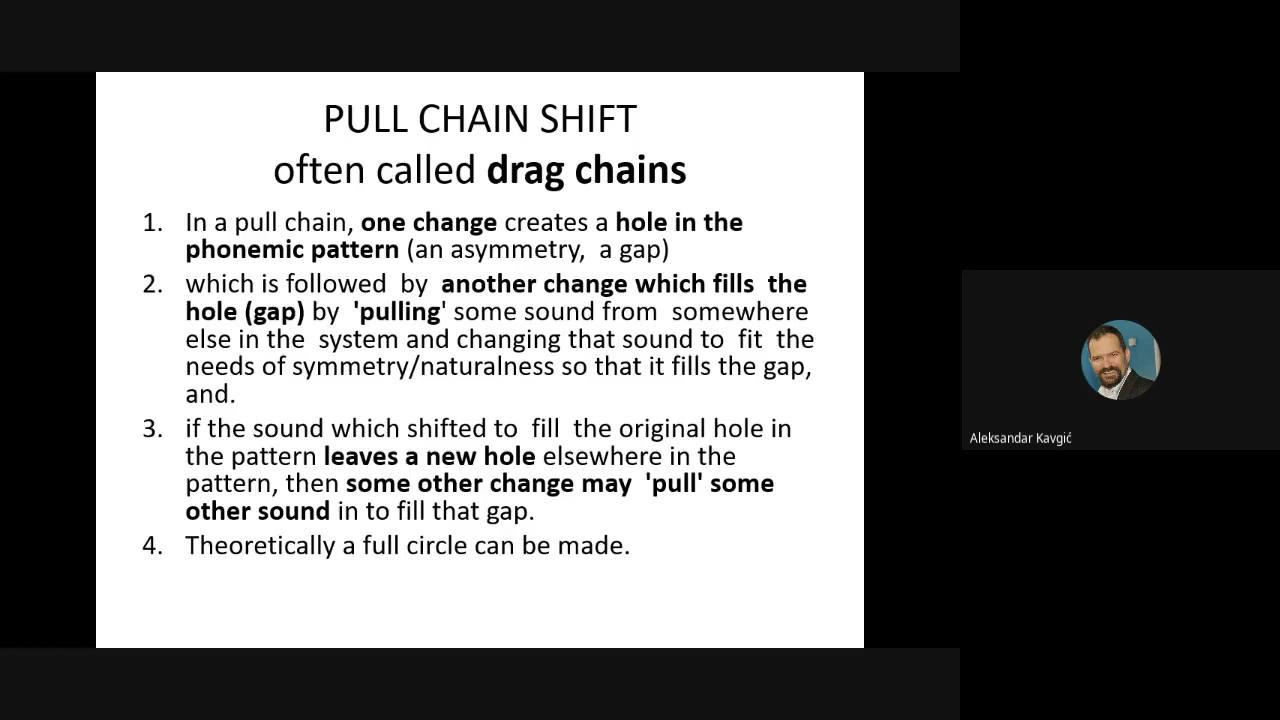 PULL CHAIN SHIFT
often called drag chains
1. In a pull chain, one change creates a hole in the
phonemic pattern (an asymmetry, a gap)
2. which is followed by another change which fills the
hole (gap) by 'pulling' some sound from somewhere
else in the system and changing that sound to fit the
needs of symmetry/naturalness so that it fills the gap,
and.
3. if the sound which shifted to fill the original hole in
the pattern leaves a new hole elsewhere in the
pattern, then some other change may 'pull' some
other sound in to fill that gap.
4. Theoretically a full circle can be made.
Aleksandar Kavgić